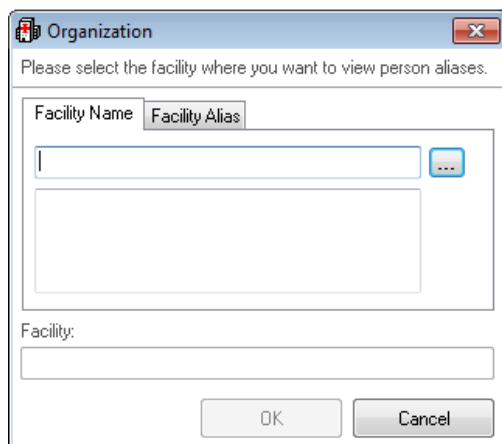 Organization
Please select the facility where you want to view person aliases.
Facility Name Facility Alias
...
Facility:
OK Cancel